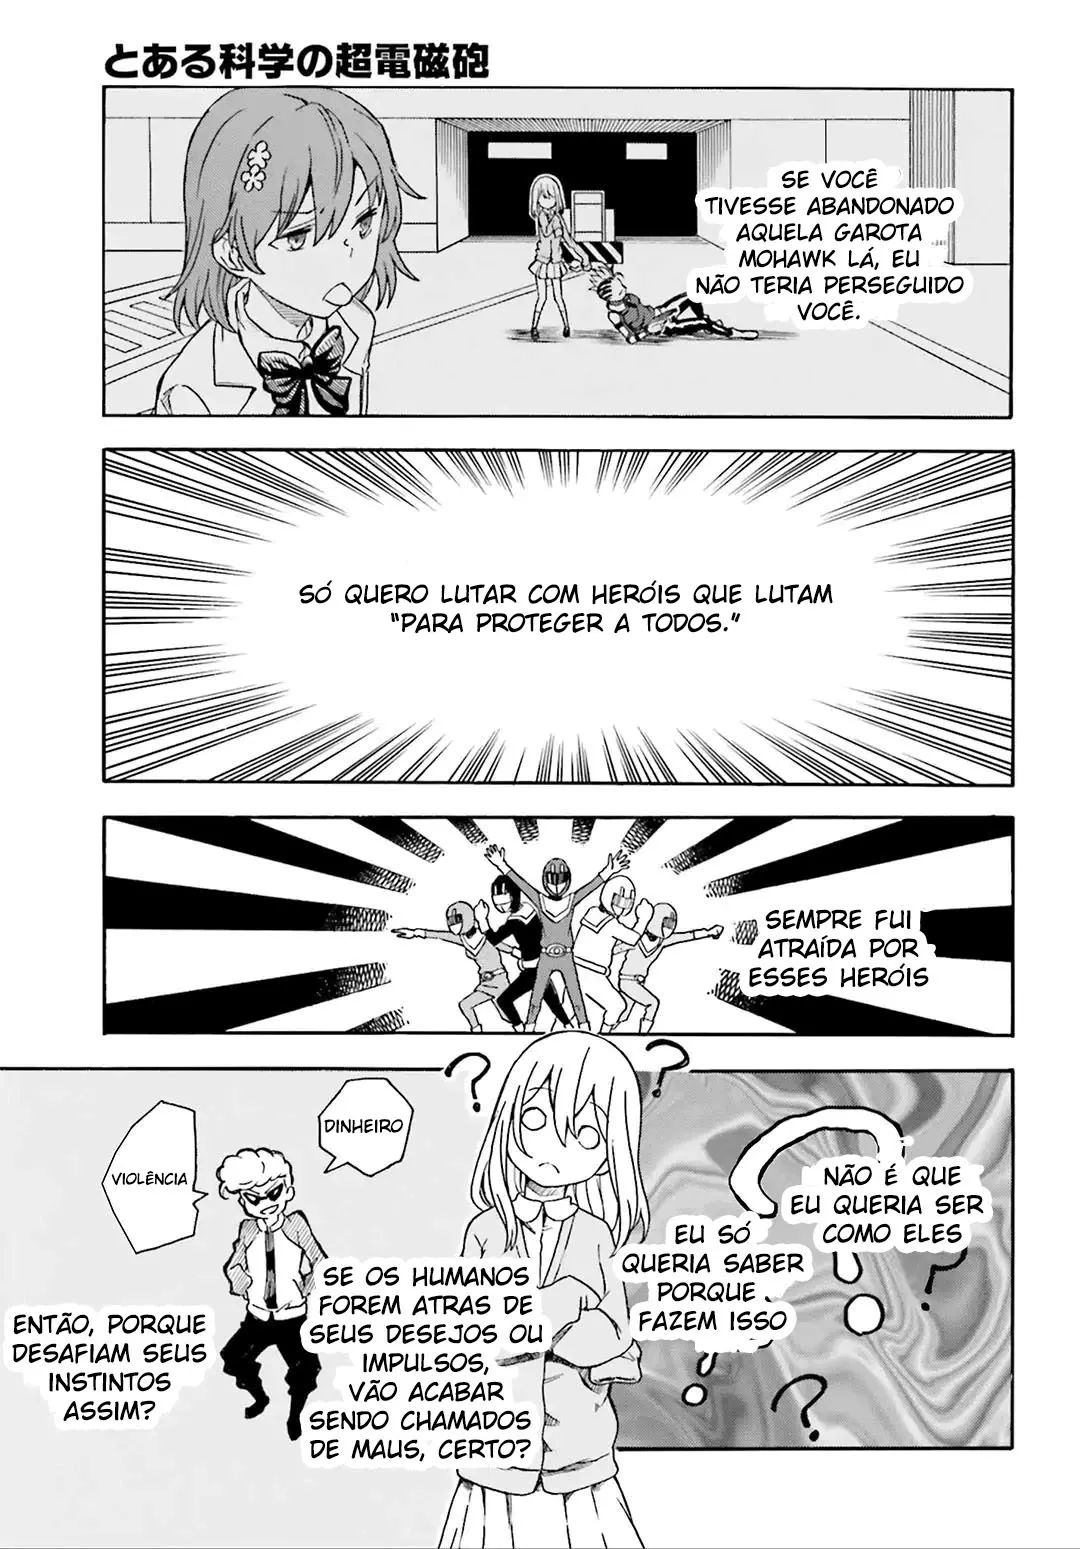 とある科学の超電磁砲
SE VOCÊ
TIVESSE ABANDONADO
AQUELA GAROTA
MOHAWK LÁ, EU
NÃO TERIA PERSEGUIDO
VOCÊ.
SÓ QUERO LUTAR COM HERÓIS QUE LUTAM
"PARA PROTEGER A TODOS."
SEMPRE FUI
ATRAÍDA POR
ESSES HERÓIS
NÃO É QUE
EU QUERIA SER
COMO ELES
EU SÓ
QUERIA SABER
PORQUE
FAZEM ISSO
?
?
?
?
?
DINHEIRO
VIOLÊNCIA
SE OS HUMANOS
FOREM ATRAS DE
SEUS DESEJOS OU
IMPULSOS,
VÃO ACABAR
SENDO CHAMADOS
DE MAUS, CERTO?
ENTÃO, PORQUE
DESAFIAM SEUS
INSTINTOS
ASSIM?